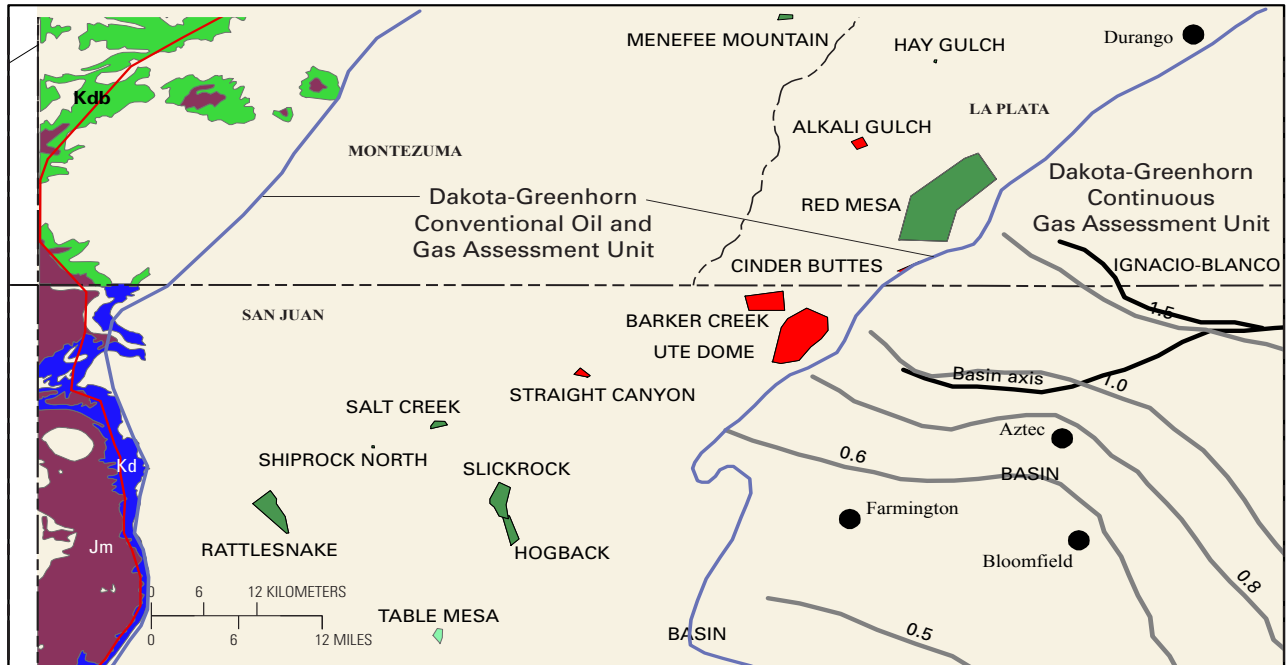 MENEFEE MOUNTAIN
HAY GULCH
Durango
Kdb
LA PLATA
ALKALI GULCH
MONTEZUMA
Dakota-Greenhorn
Conventional Oil and
Gas Assessment Unit
RED MESA
Dakota-Greenhorn
Continuous
Gas Assessment Unit
CINDER BUTTES
IGNACIO-BLANCO
SAN JUAN
BARKER CREEK
1.5
UTE DOME
Basin axis
1.0
STRAIGHT CANYON
SALT CREEK
Aztec
SHIPROCK NORTH
0.6
Kd
SLICKROCK
BASIN
Farmington
Jm
RATTLESNAKE
HOGBACK
Bloomfield
0 6 12 KILOMETERS
0 6 12 MILES
TABLE MESA
0.8
BASIN
0.5